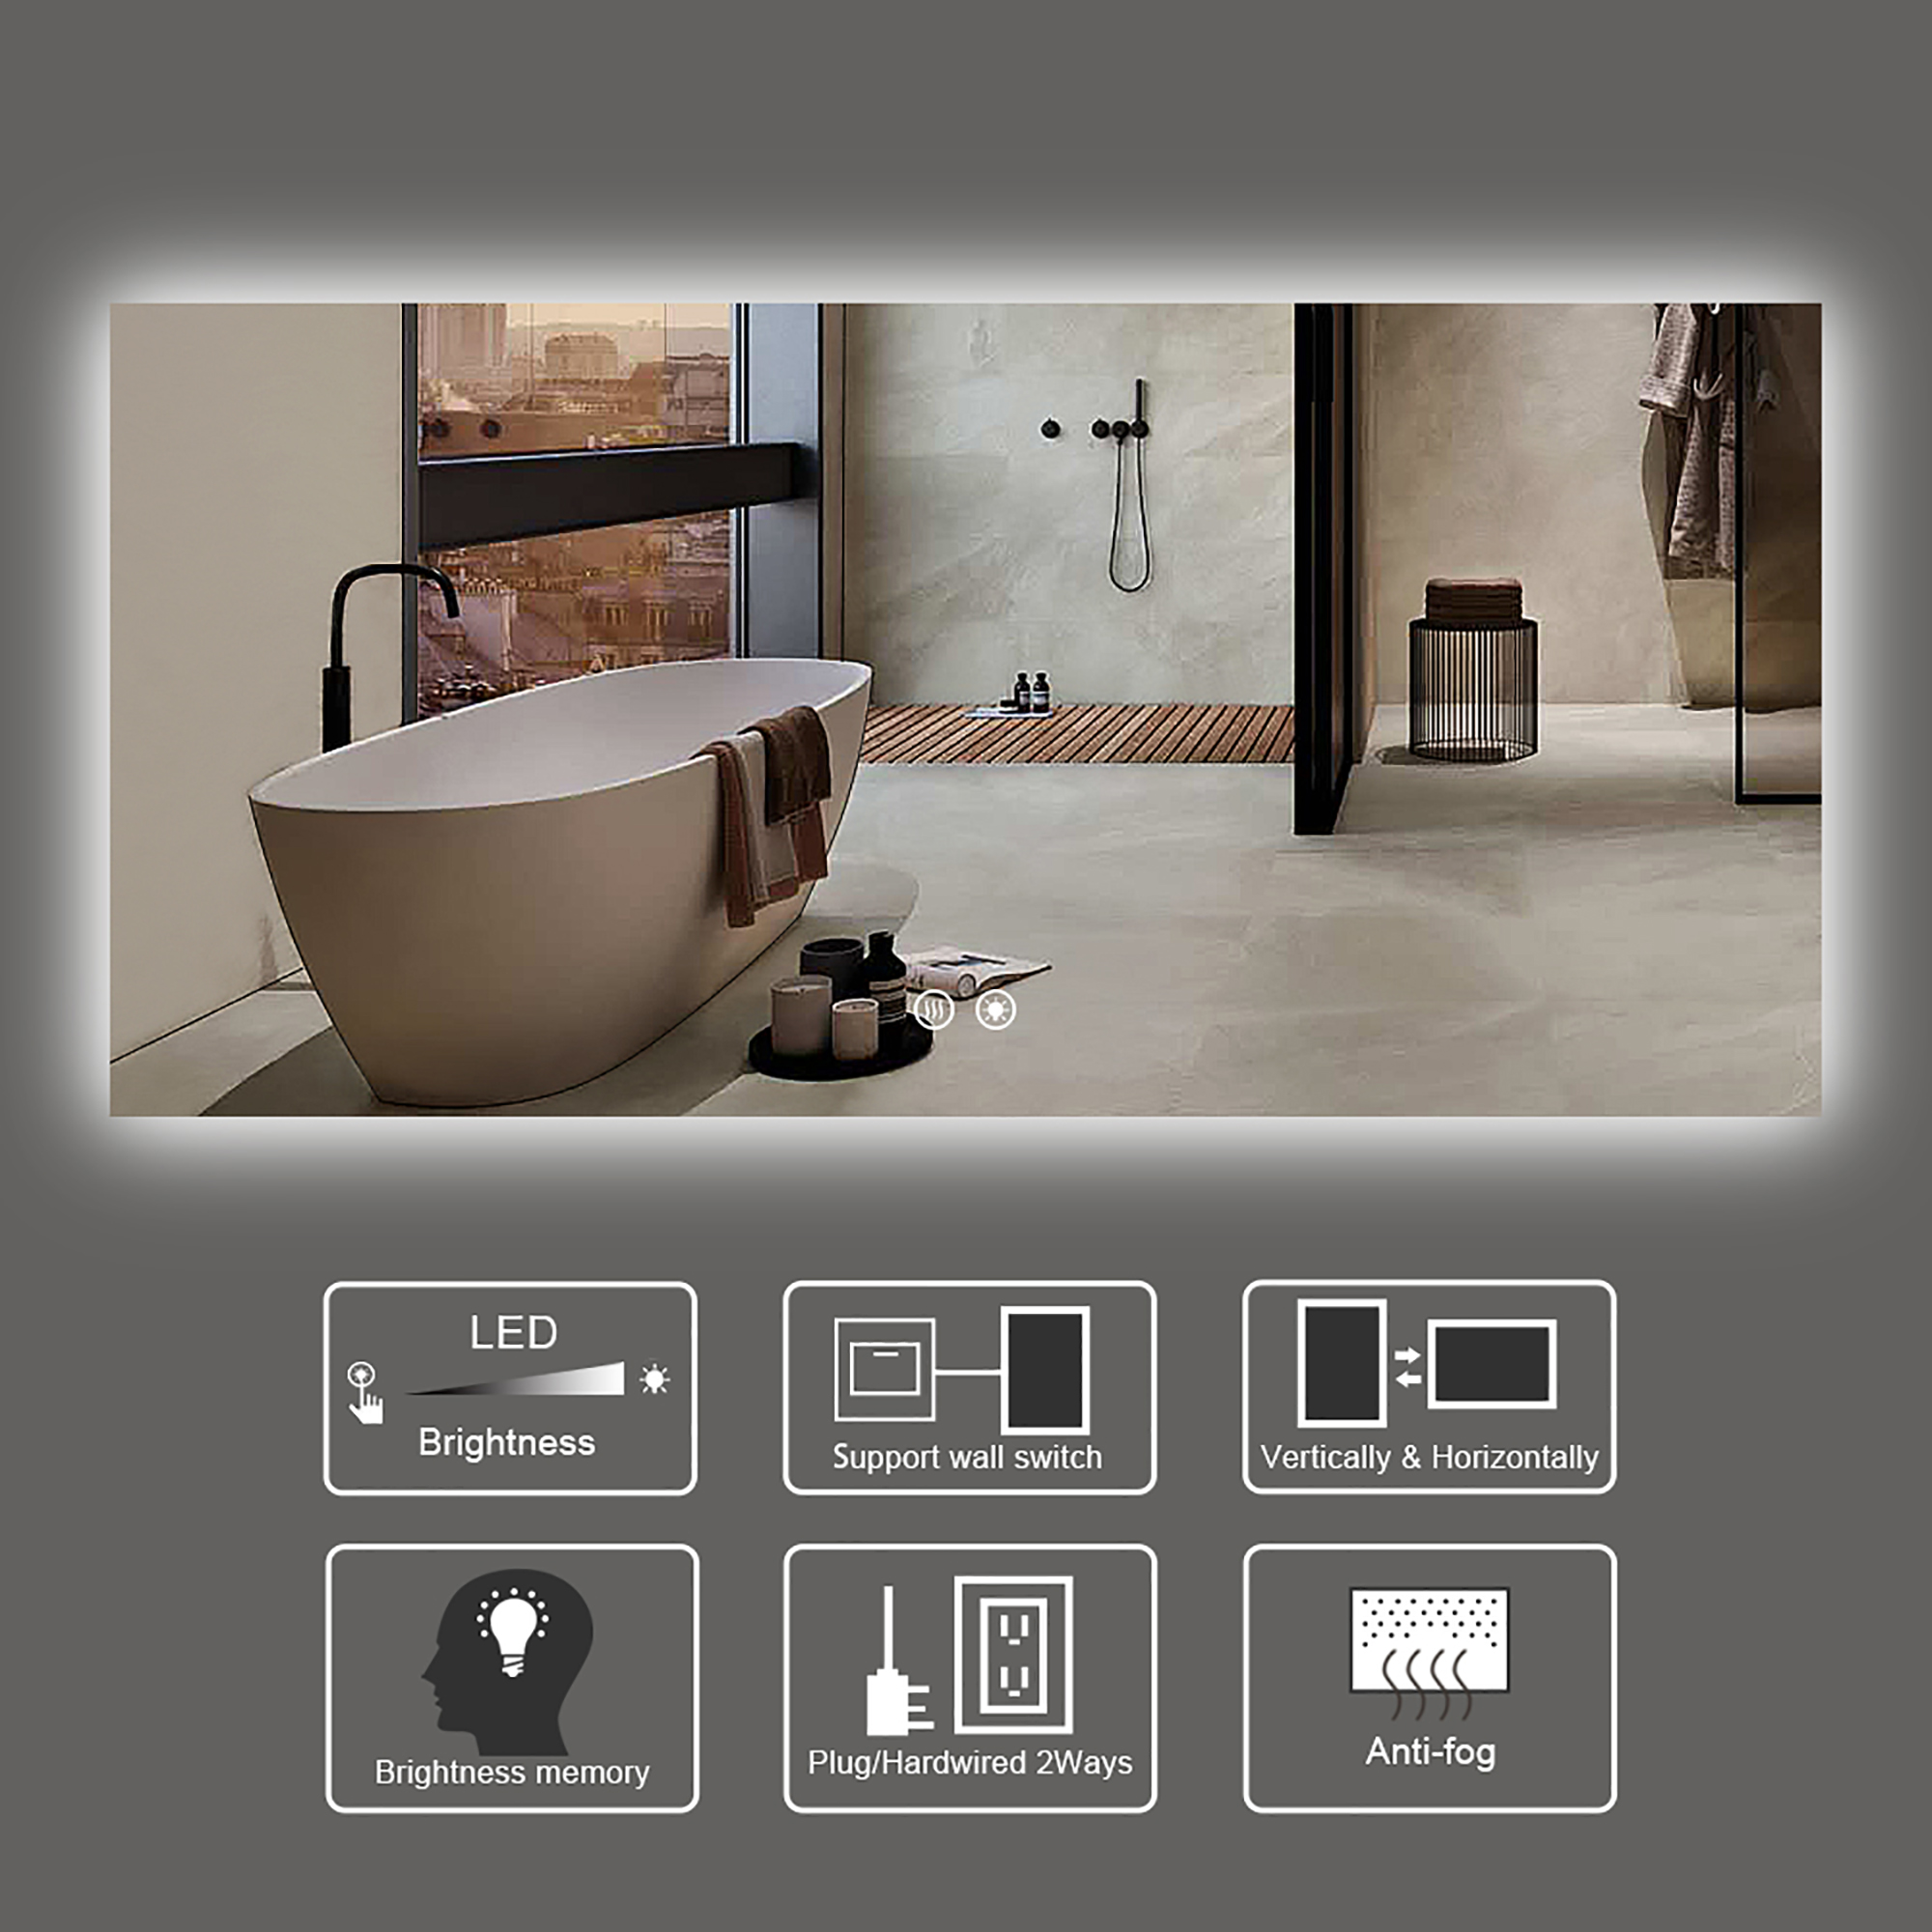 LED
Brightness
Support wall switch
Vertically & Horizontally
Brightness memory
Plug/Hardwired 2Ways
Anti-fog